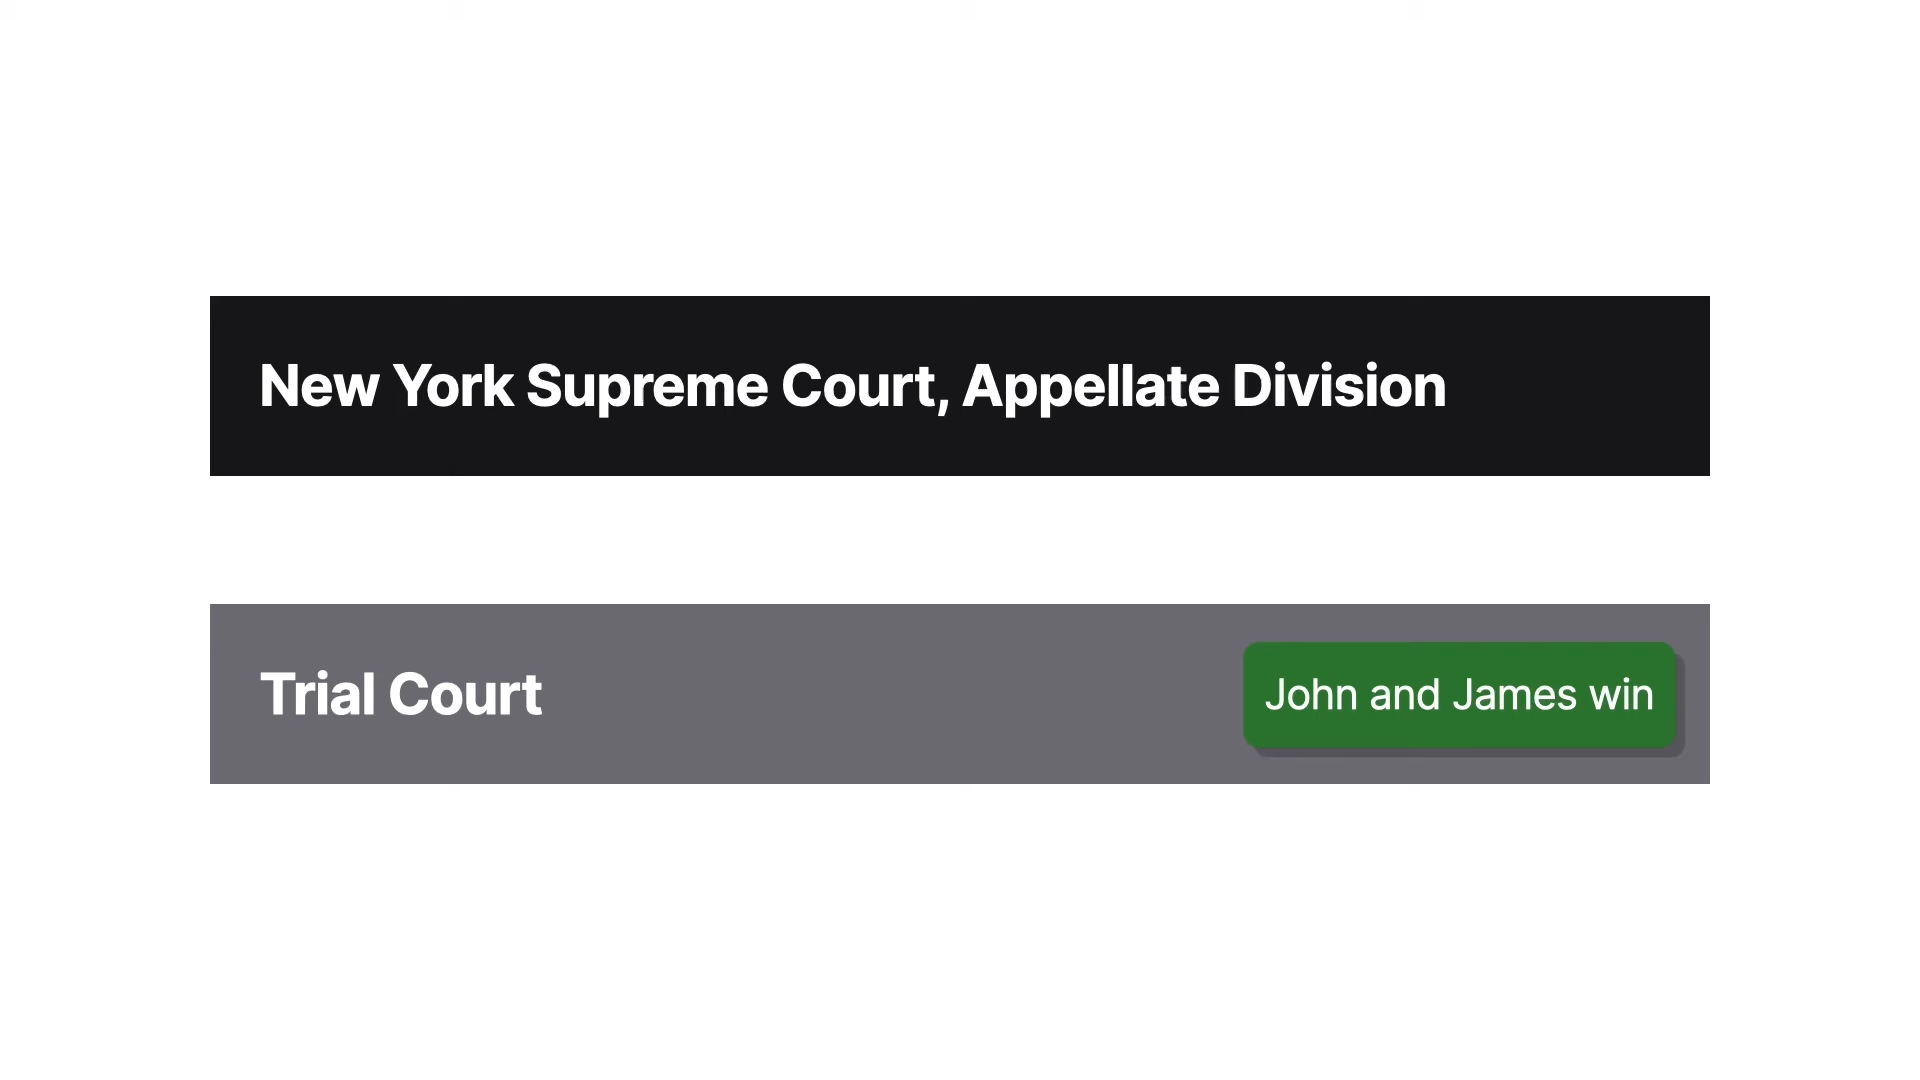 New York Supreme Court, Appellate Division
Trial Court
John and James win